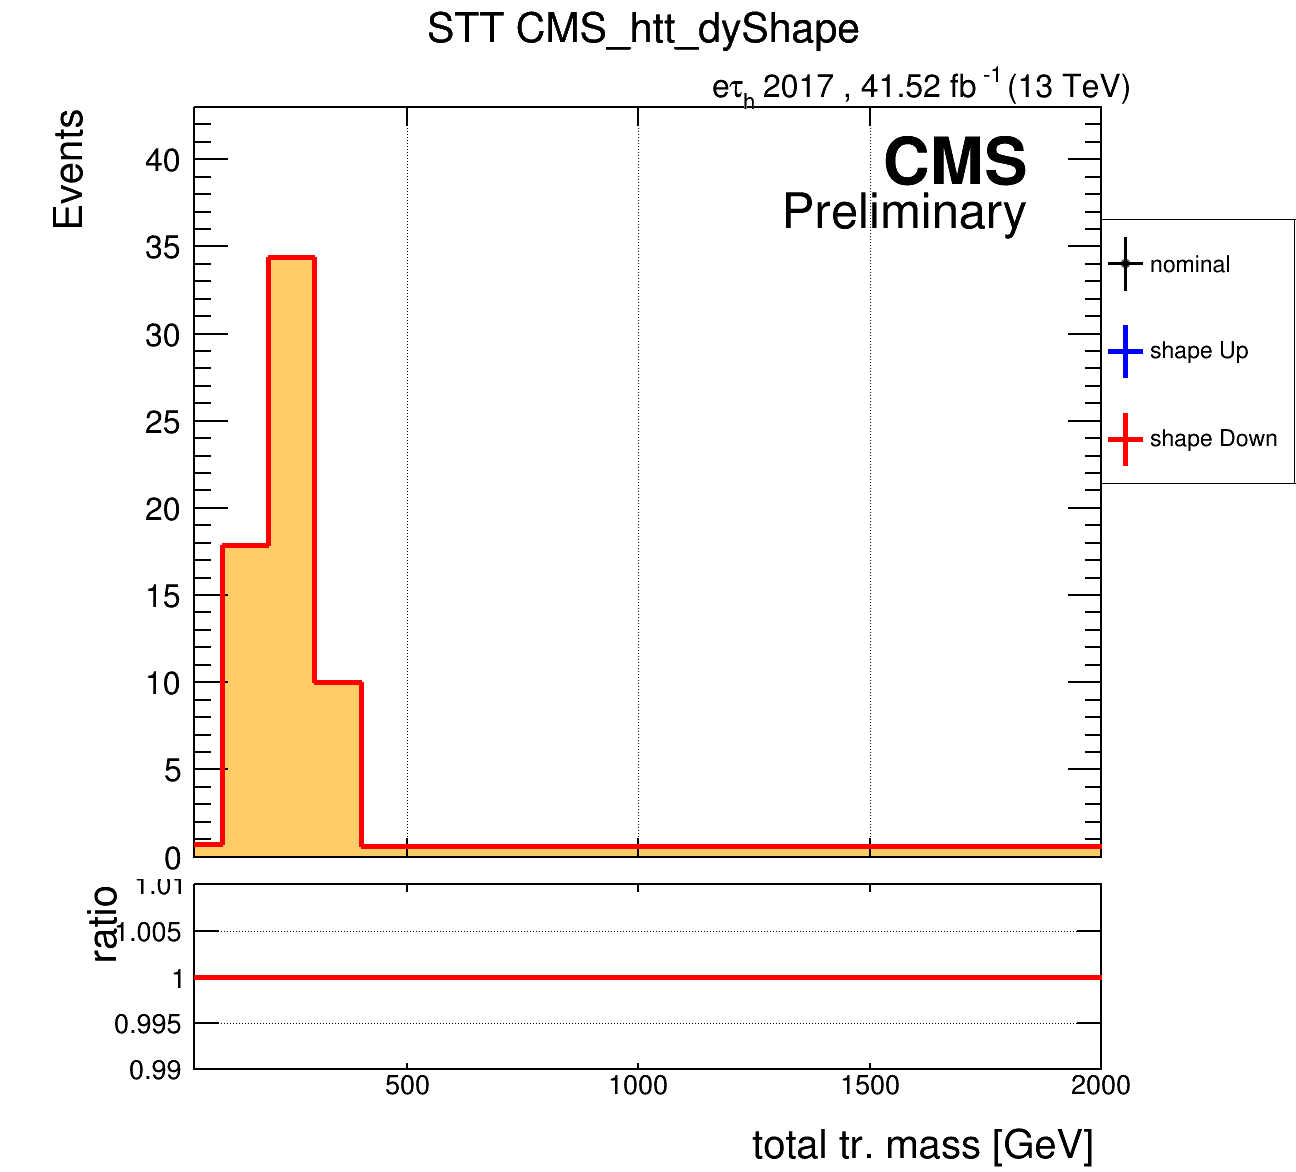 STT CMS_htt_dyShape
eτh 2017 , 41.52 fb -1 (13 TeV)
Events
CMS
Preliminary
40
35
30
25
20
15
10
5
0
nominal
shape Up
shape Down
ratio
1.01
1.005
1
0.995
0.99
500
1000
1500
2000
total tr. mass [GeV]